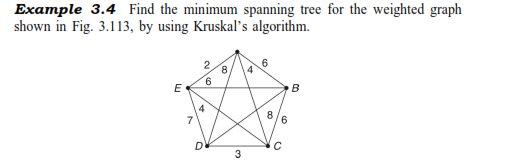 Example 3.4 Find the minimum spanning tree for the weighted graph
shown in Fig. 3.113, by using Kruskal's algorithm.
2 8 4 6
6
E B
4
7 8 6
D C
3